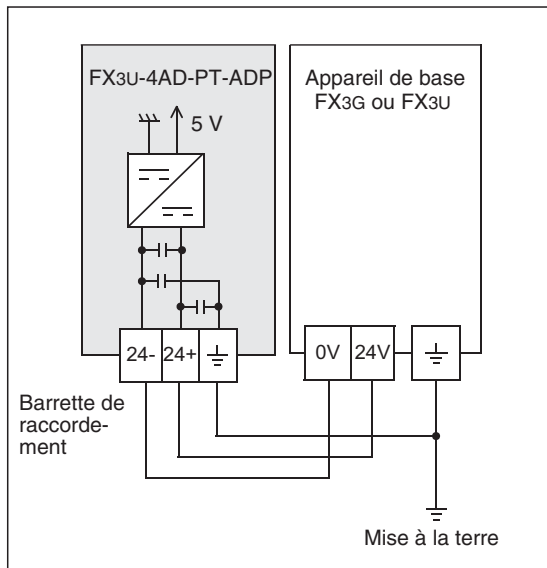 FX3U-4AD-PT-ADP
5 V
24-
24+
Appareil de base
FX3G ou FX3U
0V
24V
Barrette de
raccorde-
ment
Mise à la terre